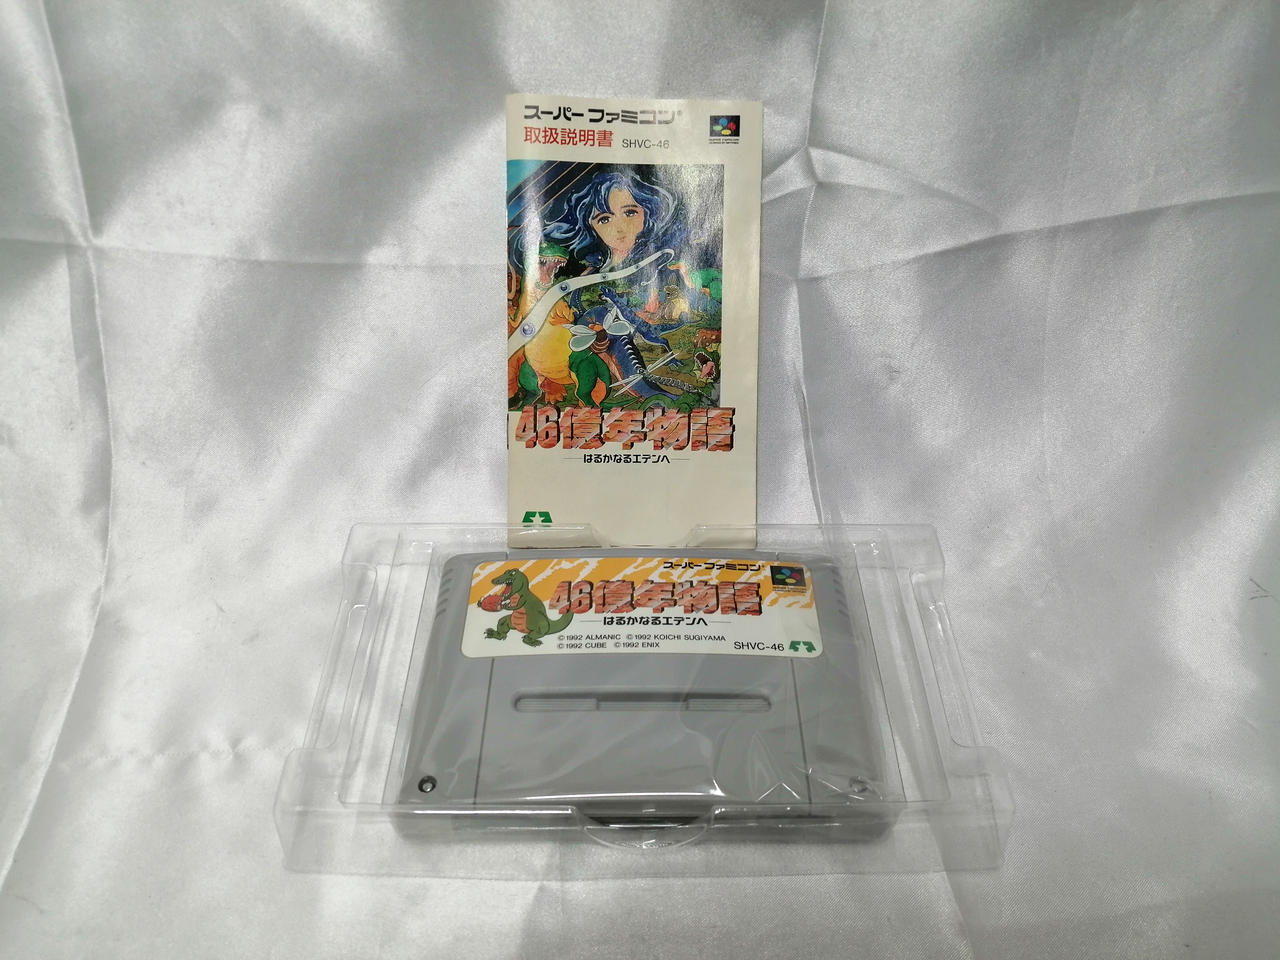 スーパーファミコン®
取扱説明書 SHVC-46
46億年物語
はるかなるエデンへ
スーパーファミコン®
46億年物語
はるかなるエデンへ
©1992 ALMANIC ©1992 KOICHI SUGIYAMA
©1992 CUBE ©1992 ENIX
SHVC-46